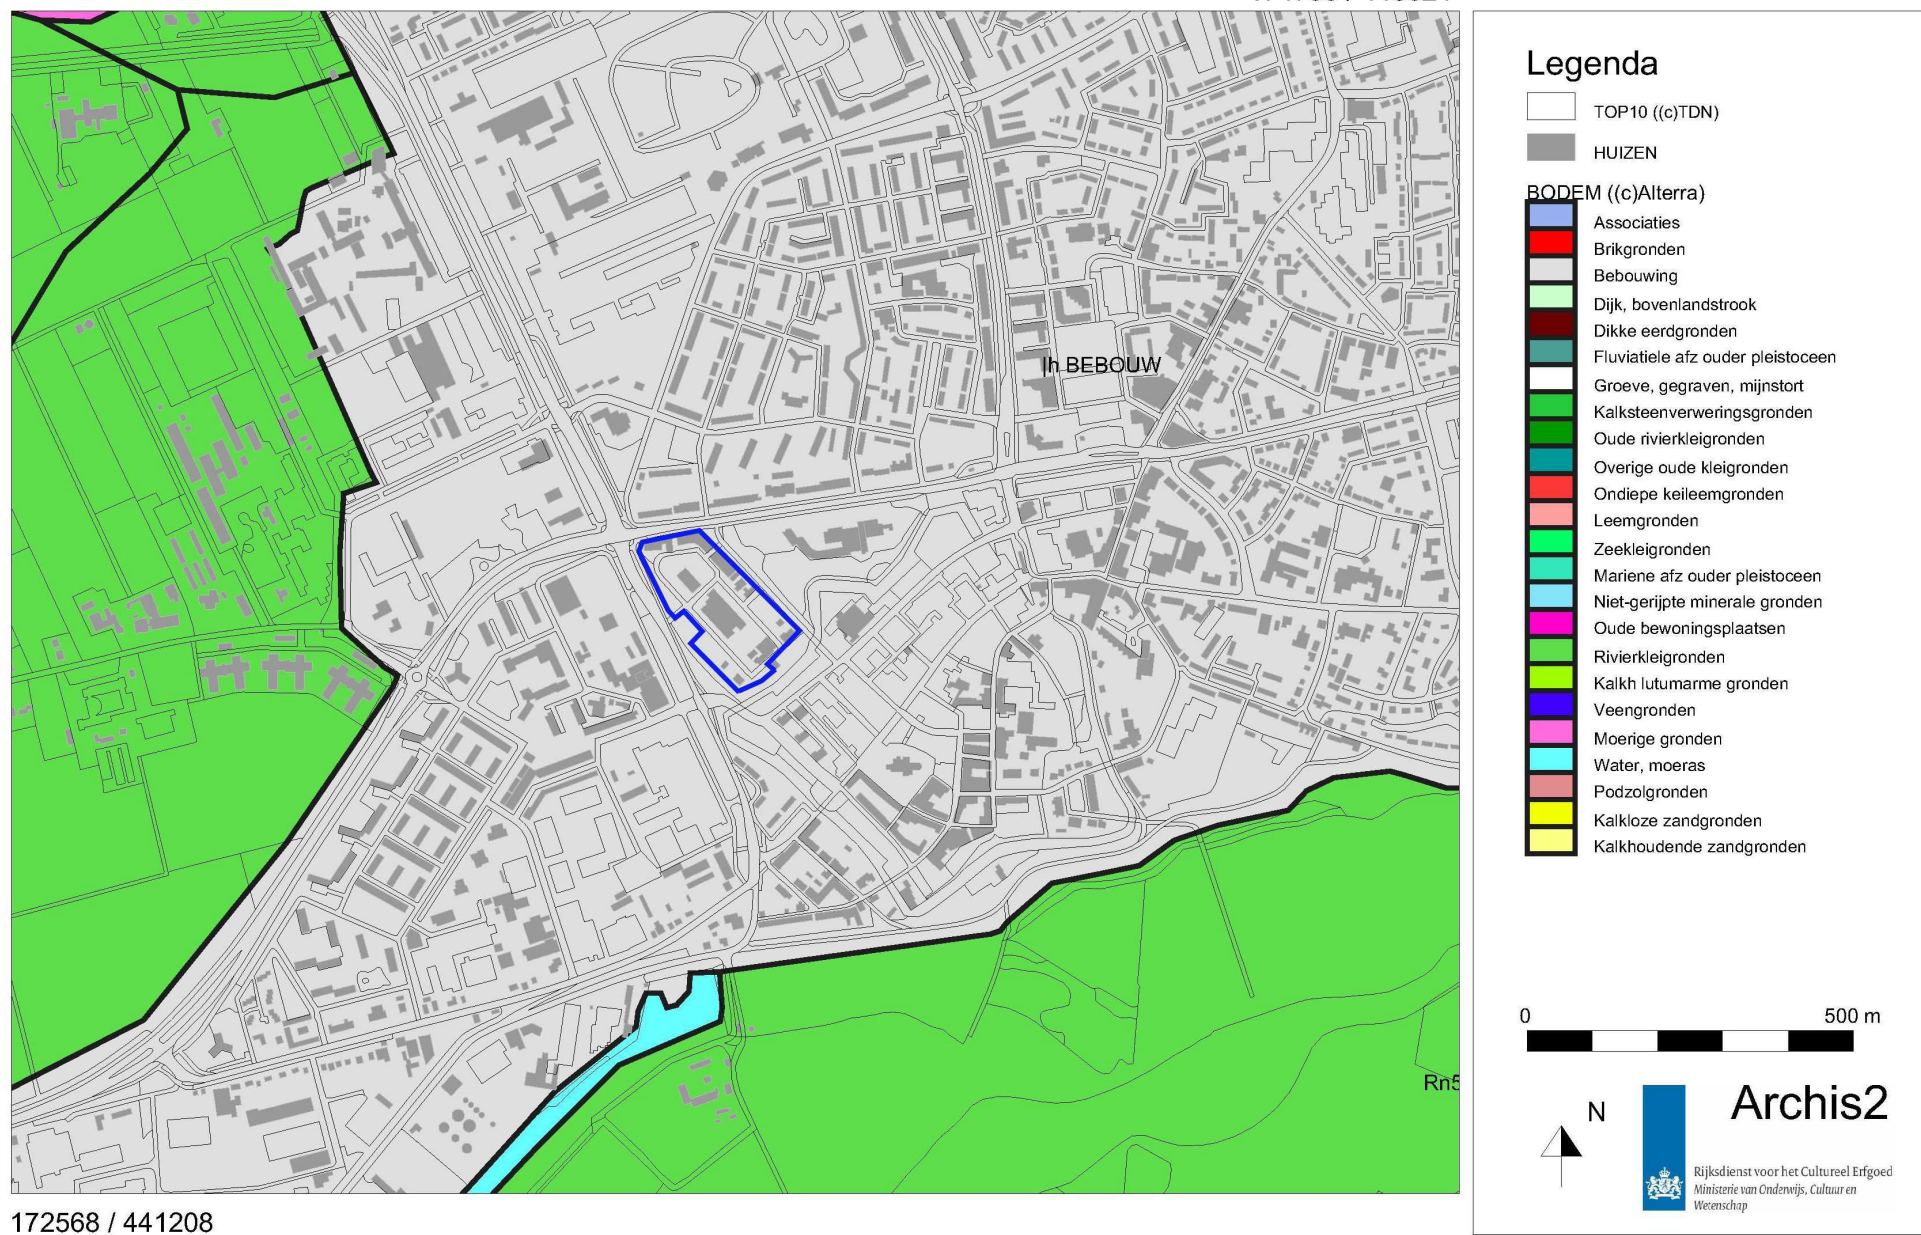 |h BEBOUW
Rn5
172568 / 441208
Legenda
TOP10 ((c)TDN)
HUIZEN
BODEM ((c)Alterra)
Associaties
Brikgronden
Bebouwing
Dijk, bovenlandstrook
Dikke eerdgronden
Fluviatiele afz ouder pleistoceen
Groeve, gegraven, mijnstort
Kalksteenverweringsgronden
Oude rivierkleigronden
Overige oude kleigronden
Ondiepe keileemgronden
Leemgronden
Zeekleigronden
Mariene afz ouder pleistoceen
Niet-gerijpte minerale gronden
Oude bewoningsplaatsen
Rivierkleigronden
Kalkh lutumarme gronden
Veengronden
Moerige gronden
Water, moeras
Podzolgronden
Kalkloze zandgronden
Kalkhoudende zandgronden
0 500 m
N
Archis2
Rijksdienst voor het Cultureel Erfgoed
Ministerie van Onderwijs, Cultuur en
Wetenschap